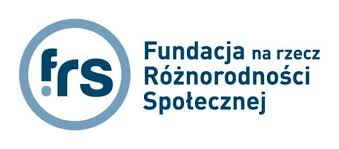 frs
Fundacja na rzecz
Różnorodności
Społecznej